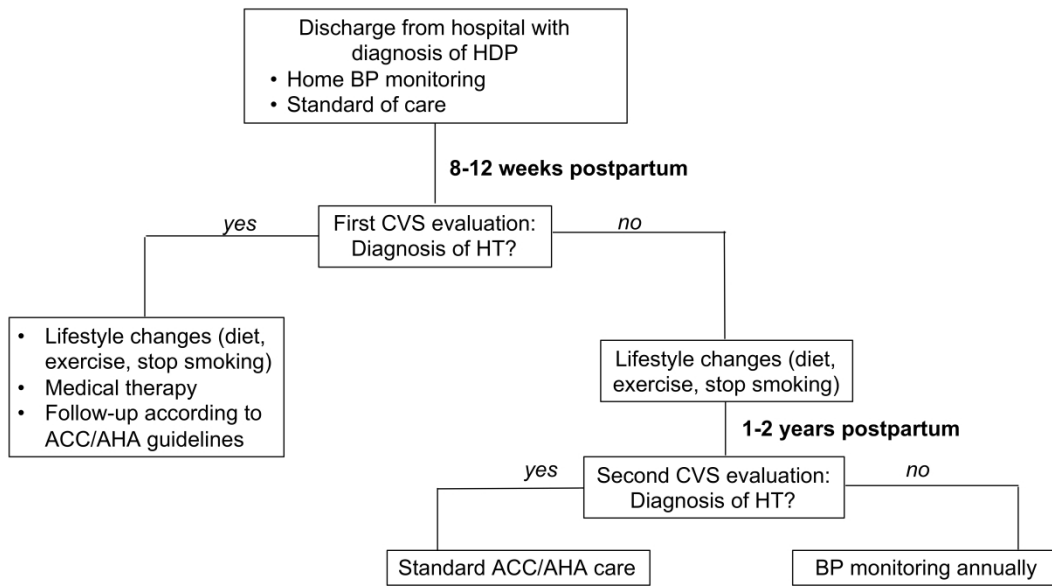 Discharge from hospital with
diagnosis of HDP
• Home BP monitoring
• Standard of care
8-12 weeks postpartum
yes
First CVS evaluation:
Diagnosis of HT?
no
• Lifestyle changes (diet,
exercise, stop smoking)
• Medical therapy
• Follow-up according to
ACC/AHA guidelines
Lifestyle changes (diet,
exercise, stop smoking)
1-2 years postpartum
yes
Second CVS evaluation:
Diagnosis of HT?
no
Standard ACC/AHA care
BP monitoring annually